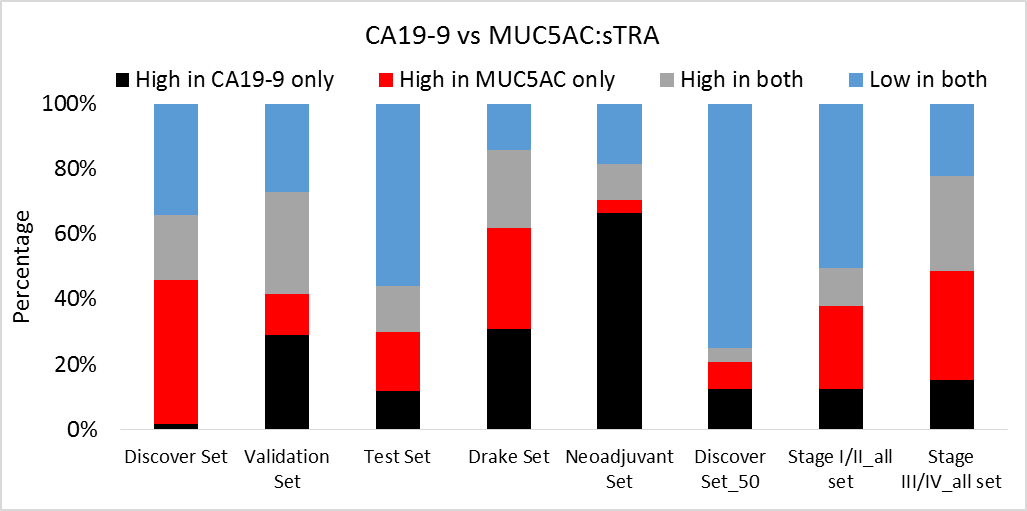 CA19-9 vs MUC5AC:sTRA
High in CA19-9 only
High in MUC5AC only
High in both
Low in both
100%
80%
60%
40%
20%
0%
Percentage
Discover Set
Validation
Set
Test Set
Drake Set
Neoadjuvant
Set
Discover
Set_50
Stage I/II_all
set
Stage
III/IV_all set